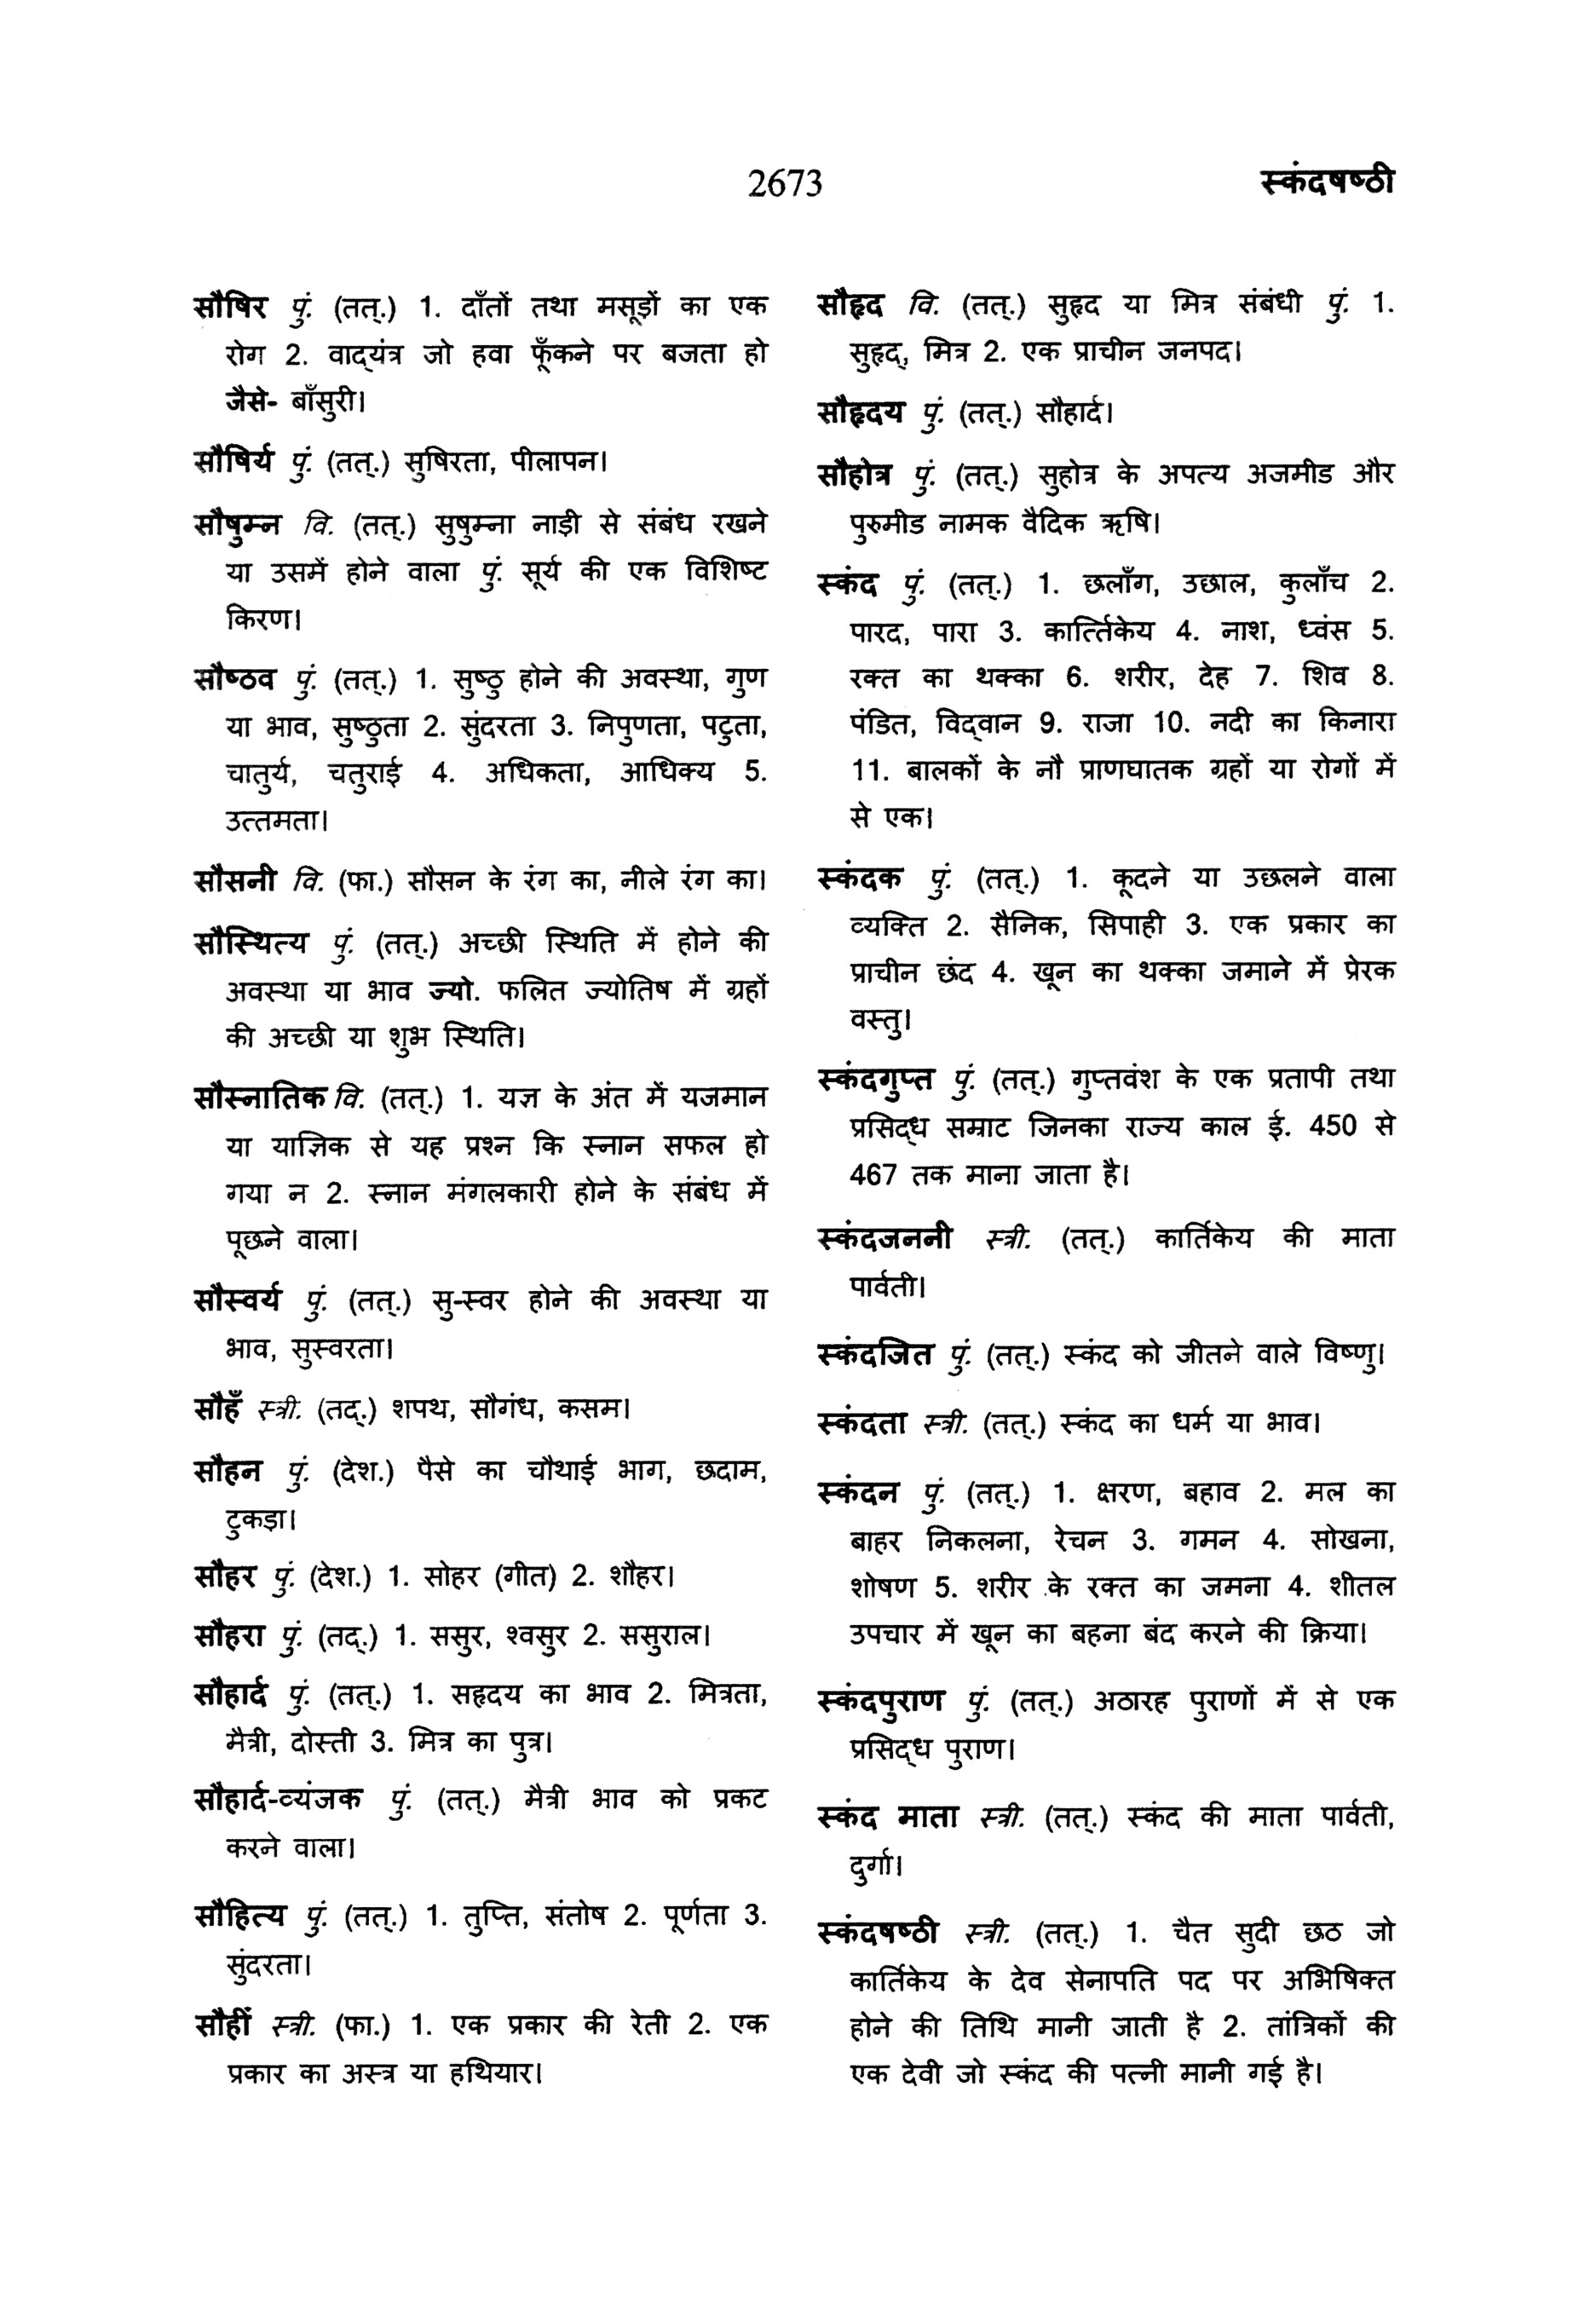 2673
स्कंदषष्ठी
सौषिर पुं. (तत्.) 1. दाँतों तथा मसूड़ों का एक
रोग 2. वाद्‌यंत्र जो हवा फूँकने पर बजता हो
जैसे- बाँसुरी।
सौषिर्य पुं. (तत्.) सुषिरता, पीलापन।
सौषुम्न वि. (तत्.) सुषुम्ना नाड़ी से संबंध रखने
या उसमें होने वाला पुं. सूर्य की एक विशिष्ट
किरण।
सौष्ठव पुं. (तत्.) 1. सुष्ठु होने की अवस्था, गुण
या भाव, सुष्ठुता 2. सुंदरता 3. निपुणता, पटुता,
चातुर्य, चतुराई 4. अधिकता, आधिक्य 5.
उत्तमता।
सौसनी वि. (फा.) सौसन के रंग का, नीले रंग का।
सौस्थित्य पुं. (तत्.) अच्छी स्थिति में होने की
अवस्था या भाव ज्यो. फलित ज्योतिष में ग्रहों
की अच्छी या शुभ स्थिति।
सौस्नातिक वि. (तत्.) 1. यज्ञ के अंत में यजमान
या याज्ञिक से यह प्रश्न कि स्नान सफल हो
गया न 2. स्नान मंगलकारी होने के संबंध में
पूछने वाला।
सौस्वर्य पुं. (तत्.) सु-स्वर होने की अवस्था या
भाव, सुस्वरता।
सौहँ स्त्री. (तद्.) शपथ, सौगंध, कसम।
सौहन पुं. (देश.) पैसे का चौथाई भाग, छदाम,
टुकड़ा।
सौहर पुं. (देश.) 1. सोहर (गीत) 2. शौहर।
सौहरा पुं. (तद्.) 1. ससुर, श्वसुर 2. ससुराल।
सौहार्द पुं. (तत्.) 1. सहृदय का भाव 2. मित्रता,
मैत्री, दोस्ती 3. मित्र का पुत्र।
सौहार्द-व्यंजक पुं. (तत्.) मैत्री भाव को प्रकट
करने वाला।
सौहित्य पुं. (तत्.) 1. तुप्ति, संतोष 2. पूर्णता 3.
सुंदरता।
सौहीं स्त्री. (फा.) 1. एक प्रकार की रेती 2. एक
प्रकार का अस्त्र या हथियार।
सौहृद वि. (तत्.) सुहृद या मित्र संबंधी पुं. 1.
सुहृद्, मित्र 2. एक प्राचीन जनपद।
सौहृदय पुं. (तत्.) सौहार्द।
सौहोत्र पुं. (तत्.) सुहोत्र के अपत्य अजमीड और
पुरुमीड नामक वैदिक ऋषि।
स्कंद पुं. (तत्.) 1. छलाँग, उछाल, कुलाँच 2.
पारद, पारा 3. कार्त्तिकेय 4. नाश, ध्वंस 5.
रक्त का थक्का 6. शरीर, देह 7. शिव 8.
पंडित, विद्‌वान 9. राजा 10. नदी का किनारा
11. बालकों के नौ प्राणघातक ग्रहों या रोगों में
से एक।
स्कंदक पुं. (तत्.) 1. कूदने या उछलने वाला
व्यक्ति 2. सैनिक, सिपाही 3. एक प्रकार का
प्राचीन छंद 4. खून का थक्का जमाने में प्रेरक
वस्तु।
स्कंदगुप्त पुं. (तत्.) गुप्तवंश के एक प्रतापी तथा
प्रसिद्‌ध सम्राट जिनका राज्य काल ई. 450 से
467 तक माना जाता है।
स्कंदजननी स्त्री. (तत्.) कार्तिकेय की माता
पार्वती।
स्कंदजित पुं. (तत्.) स्कंद को जीतने वाले विष्णु।
स्कंदता स्त्री. (तत्.) स्कंद का धर्म या भाव।
स्कंदन पुं. (तत्.) 1. क्षरण, बहाव 2. मल का
बाहर निकलना, रेचन 3. गमन 4. सोखना,
शोषण 5. शरीर के रक्त का जमना 4. शीतल
उपचार में खून का बहना बंद करने की क्रिया।
स्कंदपुराण पुं. (तत्.) अठारह पुराणों में से एक
प्रसिद्‌ध पुराण।
स्कंद माता स्त्री. (तत्.) स्कंद की माता पार्वती,
दुर्गा।
स्कंदषष्ठी स्त्री. (तत्.) 1. चैत सुदी छठ जो
कार्तिकेय के देव सेनापति पद पर अभिषिक्त
होने की तिथि मानी जाती है 2. तांत्रिकों की
एक देवी जो स्कंद की पत्नी मानी गई है।